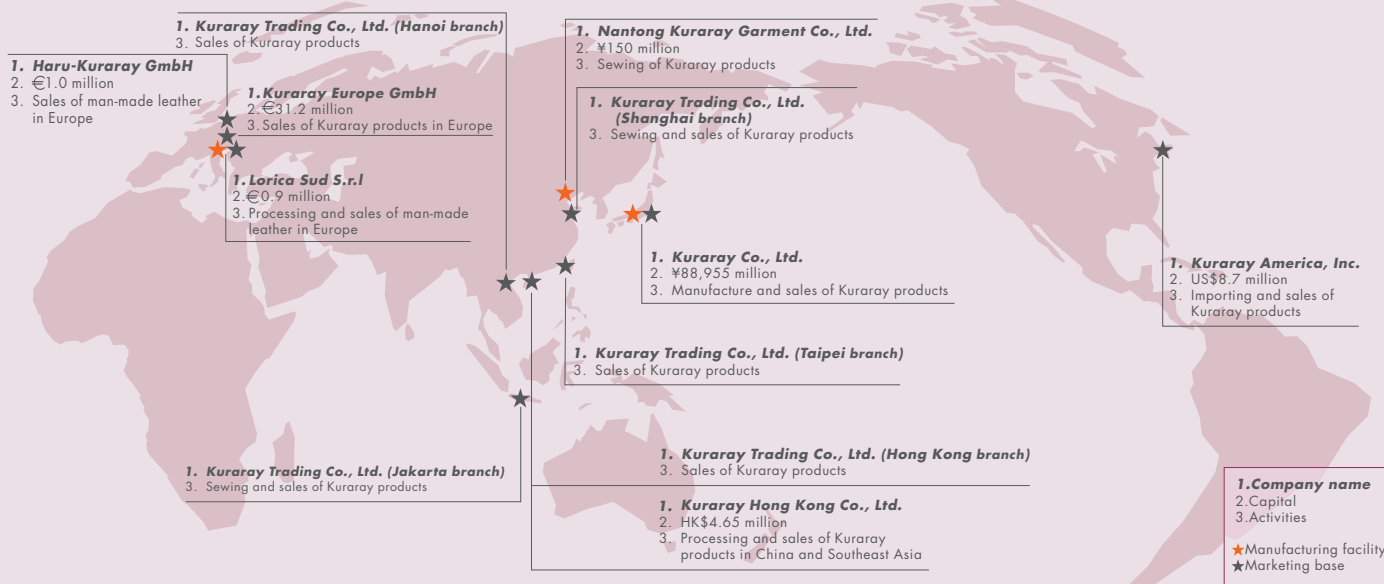 1. Kuraray Trading Co., Ltd. (Hanoi branch)
3. Sales of Kuraray products
1. Haru-Kuraray GmbH
2. €1.0 million
3. Sales of man-made leather
in Europe
1.Kuraray Europe GmbH
2.€31.2 million
3.Sales of Kuraray products in Europe
1.Lorica Sud S.r.l
2.€0.9 million
3. Processing and sales of man-made
leather in Europe
1. Nantong Kuraray Garment Co., Ltd.
2. ¥150 million
3. Sewing of Kuraray products
1. Kuraray Trading Co., Ltd.
(Shanghai branch)
3. Sewing and sales of Kuraray products
1. Kuraray Co., Ltd.
2. ¥88,955 million
3. Manufacture and sales of Kuraray products
1. Kuraray America, Inc.
2. US$8.7 million
3. Importing and sales of
Kuraray products
1. Kuraray Trading Co., Ltd. (Taipei branch)
3. Sales of Kuraray products
1. Kuraray Trading Co., Ltd. (Jakarta branch)
3. Sewing and sales of Kuraray products
1. Kuraray Trading Co., Ltd. (Hong Kong branch)
3. Sales of Kuraray products
1. Kuraray Hong Kong Co., Ltd.
2. HK$4.65 million
3. Processing and sales of Kuraray
products in China and Southeast Asia
1.Company name
2.Capital
3.Activities
Manufacturing facility
Marketing base